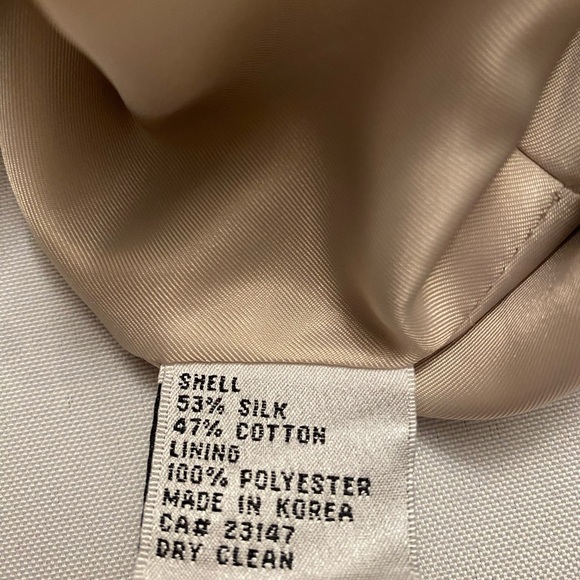 SHELL
53% SILK
47% COTTON
LINING
100% POLYESTER
MADE IN KOREA
CA# 23147
DRY CLEAN